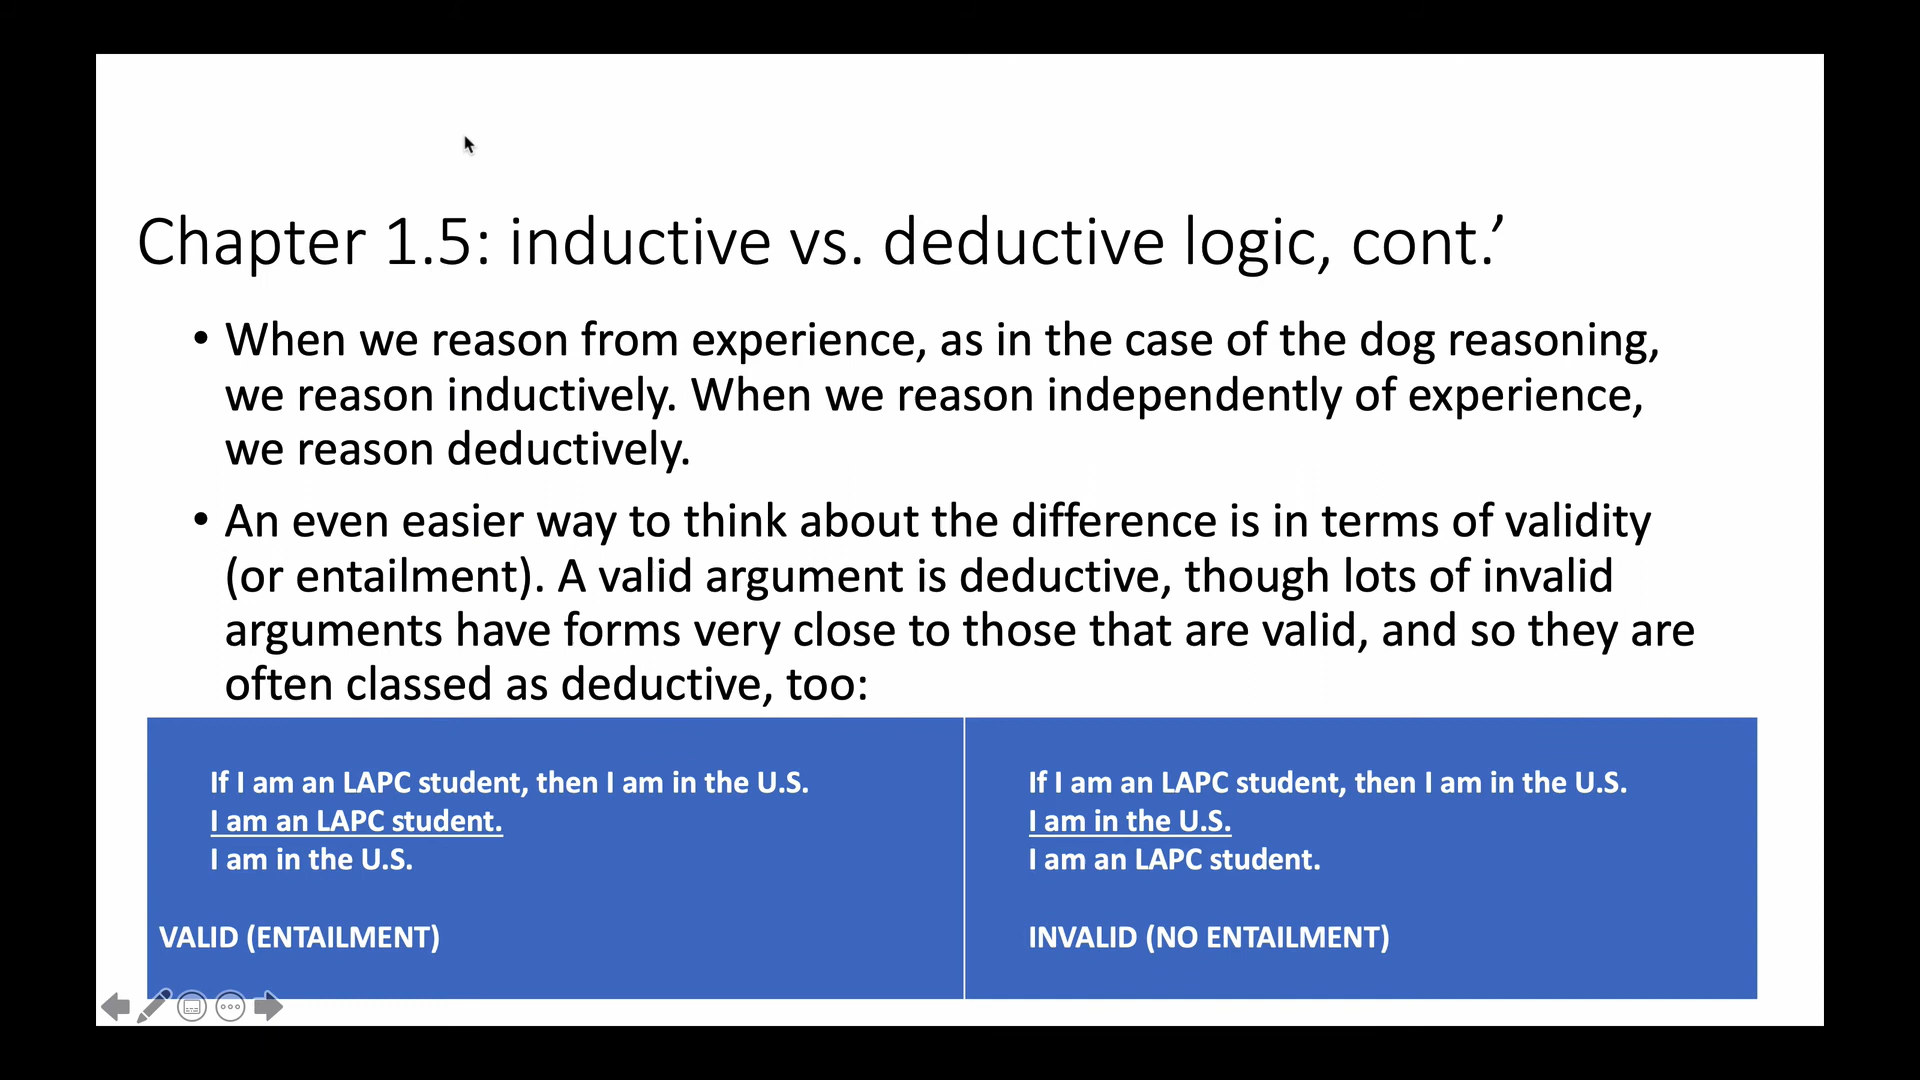 Chapter 1.5: inductive vs. deductive logic, cont.’
• When we reason from experience, as in the case of the dog reasoning,
we reason inductively. When we reason independently of experience,
we reason deductively.
• An even easier way to think about the difference is in terms of validity
(or entailment). A valid argument is deductive, though lots of invalid
arguments have forms very close to those that are valid, and so they are
often classed as deductive, too:
If I am an LAPC student, then I am in the U.S.
I am an LAPC student.
I am in the U.S.
VALID (ENTAILMENT)
If I am an LAPC student, then I am in the U.S.
I am in the U.S.
I am an LAPC student.
INVALID (NO ENTAILMENT)